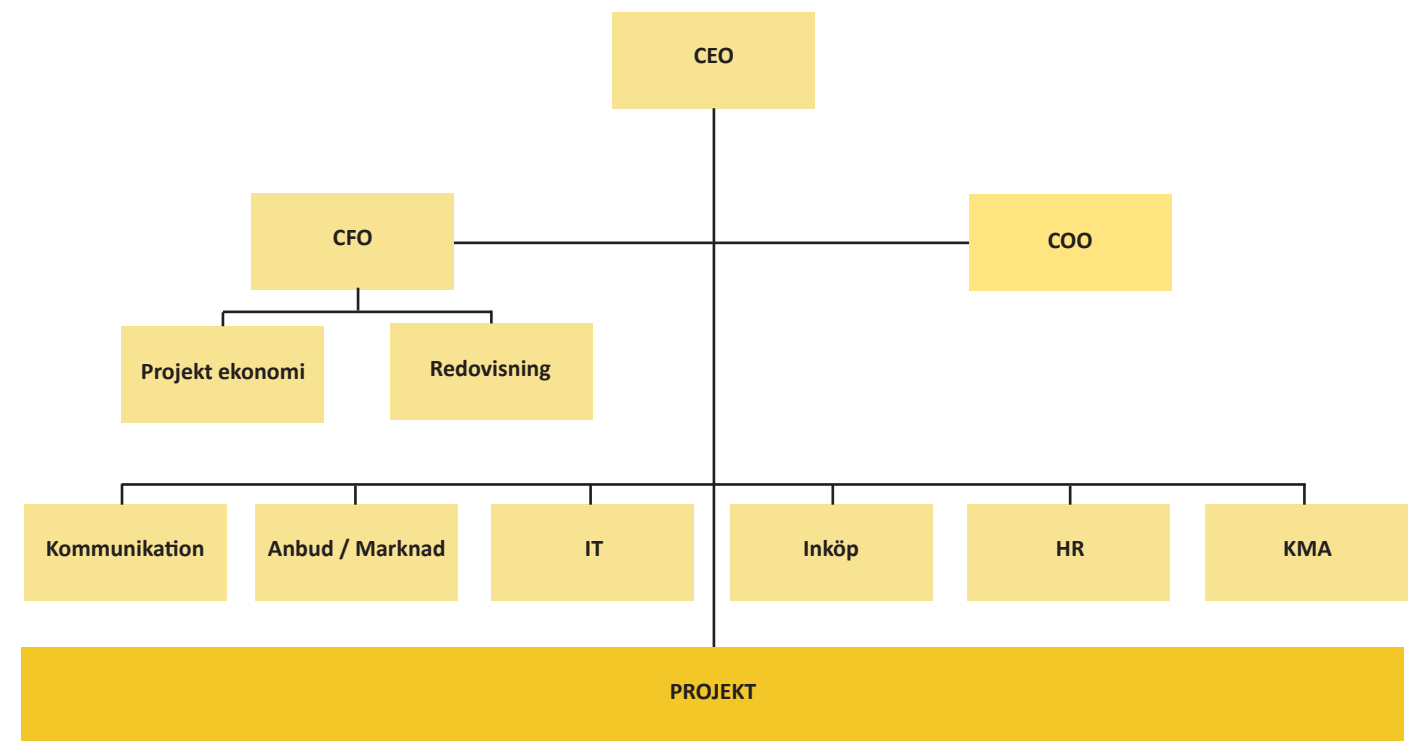 CEO
CFO
COO
Projekt ekonomi
Redovisning
Kommunikation
Anbud / Marknad
IT
Inköp
HR
KMA
PROJEKT